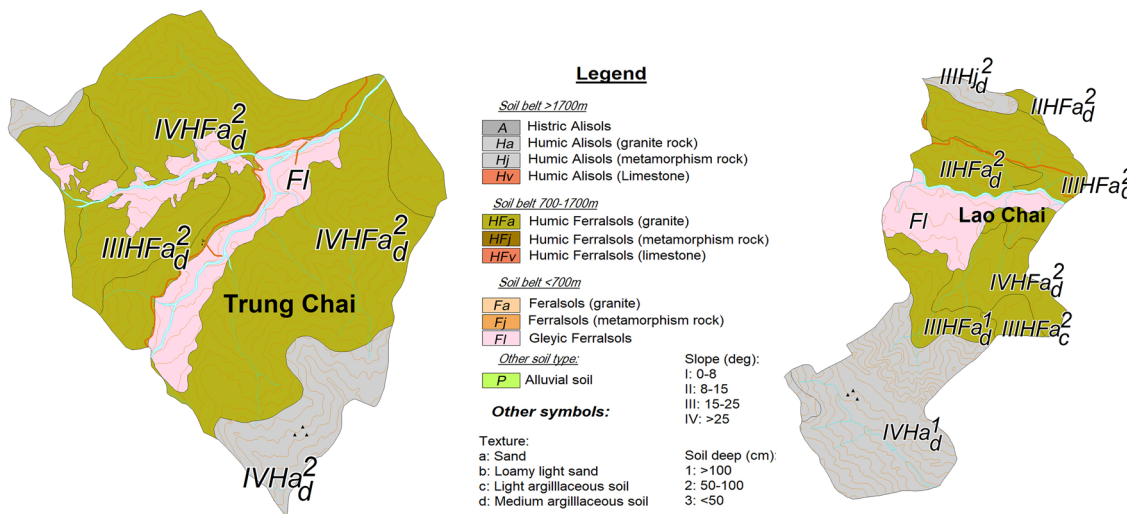 IVHFa²d
FI
IIIHFa²d
IVHFa²d
Trung Chai
IVHa²d
Legend
Soil belt >1700m
A Histric Alisols
Ha Humic Alisols (granite rock)
Hj Humic Alisols (metamorphism rock)
Hv Humic Alisols (Limestone)
Soil belt 700-1700m
HFa Humic Ferralsols (granite)
HFj Humic Ferralsols (metamorphism rock)
HFv Humic Ferralsols (limestone)
Soil belt <700m
Fa Feralsols (granite)
Fj Ferralsols (metamorphism rock)
FI Gleyic Ferralsols
Other soil type:
P Alluvial soil
Other symbols:
Texture:
a: Sand
b: Loamy light sand
c: Light argilllaceous soil
d: Medium argilllaceous soil
Slope (deg):
I: 0-8
II: 8-15
III: 15-25
IV: >25
Soil deep (cm):
1: >100
2: 50-100
3: <50
IIIHj²d
IIHFa²d
IIHFa²d
IIIHFa²d
FI
Lao Chai
IVHFa²d
IIIHFa¹d
IIIHFa²c
IVHa¹d